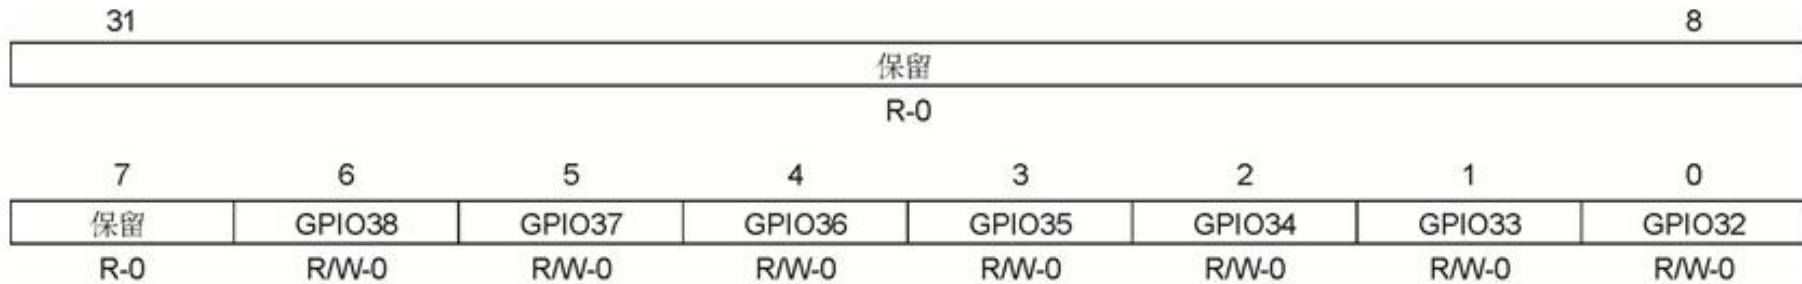 31 8
保留
R-0
7 6 5 4 3 2 1 0
保留 GPIO38 GPIO37 GPIO36 GPIO35 GPIO34 GPIO33 GPIO32
R-0 R/W-0 R/W-0 R/W-0 R/W-0 R/W-0 R/W-0 R/W-0